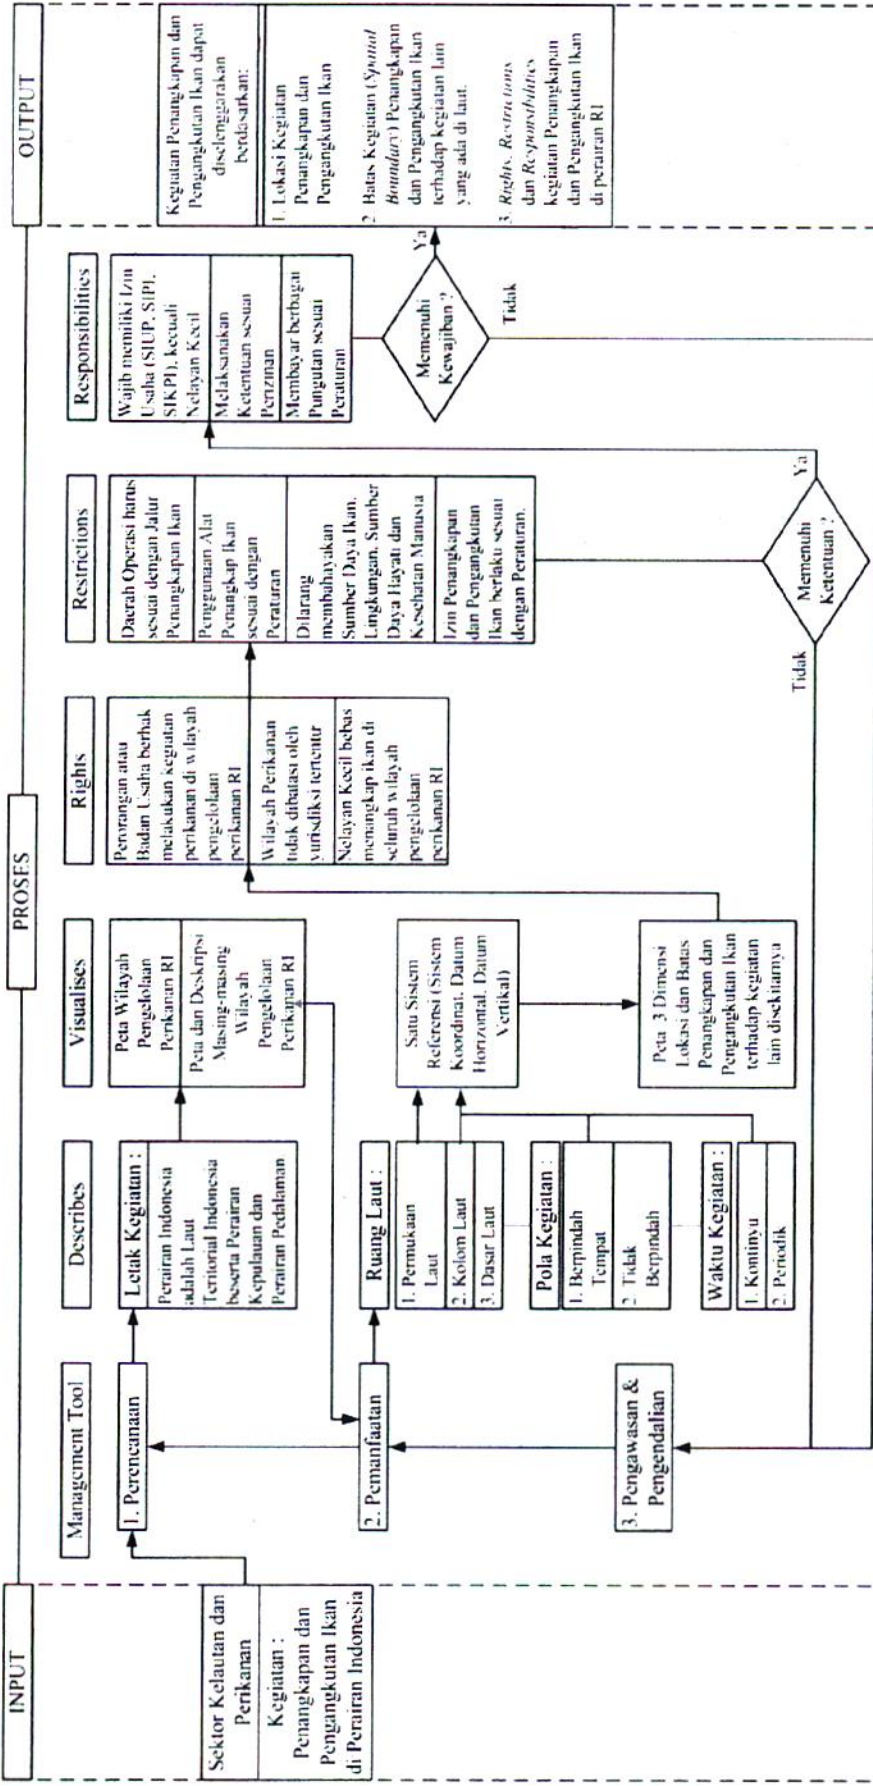 INPUT
PROSES
OUTPUT
Management Tool
Describes
Visualises
Rights
Restrictions
Responsibilities
Sektor Kelautan dan
Perikanan
Kegiatan :
Penangkapan dan
Pengangkutan Ikan
di Perairan Indonesia
1. Perencanaan
2. Pemanfaatan
3. Pengawasan &
Pengendalian
Letak Kegiatan :
Perairan Indonesia
adalah Laut
Teritorial Indonesia
beserta Perairan
Kepulauan dan
Perairan Pedalaman
Ruang Laut :
1. Permukaan
Laut
2. Kolom Laut
3. Dasar Laut
Pola Kegiatan :
1. Berpindah
Tempat
2. Tidak
Berpindah
Waktu Kegiatan :
1. Kontinyu
2. Periodik
Peta Wilayah
Pengelolaan
Perikanan RI
Peta dan Deskripsi
Masing-masing
Wilayah
Pengelolaan
Perikanan RI
Satu Sistem
Referensi (Sistem
Koordinat, Datum
Horizontal, Datum
Vertikal)
Peta 3 Dimensi
Lokasi dan Batas
Penangkapan dan
Pengangkutan Ikan
terhadap kegiatan
lain disekitarnya
Perorangan atau
Badan Usaha berhak
melakukan kegiatan
perikanan di wilayah
pengelolaan
perikanan RI
Wilayah Perikanan
tidak dibatasi oleh
yurisdiksi tertentu
Nelayan Kecil bebas
menangkap ikan di
seluruh wilayah
pengelolaan
perikanan RI
Daerah Operasi harus
sesuai dengan Jalur
Penangkapan Ikan
Penggunaan Alat
Penangkap Ikan
sesuai dengan
Peraturan
Dilarang
membahayakan
Sumber Daya Ikan,
Lingkungan, Sumber
Daya Hayati dan
Kesehatan Manusia
Izin Penangkapan
dan Pengangkutan
Ikan berlaku sesuai
dengan Peraturan.
Memenuhi
Ketentuan ?
Tidak
Ya
Wajib memiliki Izin
Usaha (SIUP, SIPI,
SIKPI), kecuali
Nelayan Kecil
Melaksanakan
Ketentuan sesuai
Perizinan
Membayar berbagai
Pungutan sesuai
Peraturan
Memenuhi
Kewajiban ?
Tidak
Ya
Kegiatan Penangkapan dan
Pengangkutan Ikan dapat
diselenggarakan
berdasarkan:
1. Lokasi Kegiatan
Penangkapan dan
Pengangkutan Ikan
2. Batas Kegiatan (Spatial
Boundary) Penangkapan
dan Pengangkutan Ikan
terhadap kegiatan lain
yang ada di laut.
3. Rights, Restrictions
dan Responsibilities
kegiatan Penangkapan
dan Pengangkutan Ikan
di perairan RI